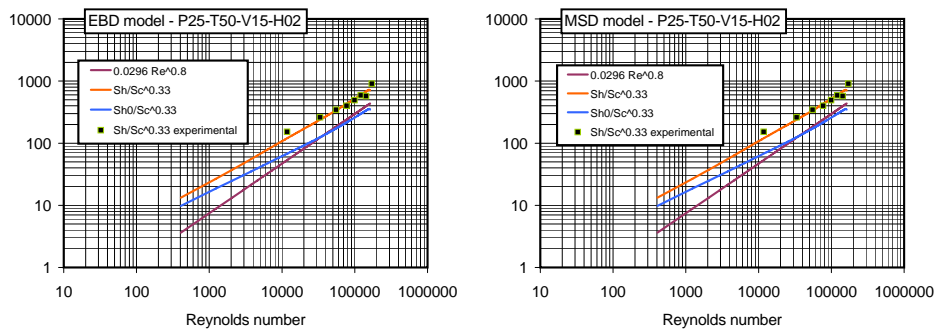 EBD model - P25-T50-V15-H02
10000
1000
100
10
1
0.0296 Re^0.8
Sh/Sc^0.33
Sh0/Sc^0.33
Sh/Sc^0.33 experimental
10 100 1000 10000 100000 1000000
Reynolds number
MSD model - P25-T50-V15-H02
10000
1000
100
10
1
0.0296 Re^0.8
Sh/Sc^0.33
Sh0/Sc^0.33
Sh/Sc^0.33 experimental
10 100 1000 10000 100000 1000000
Reynolds number